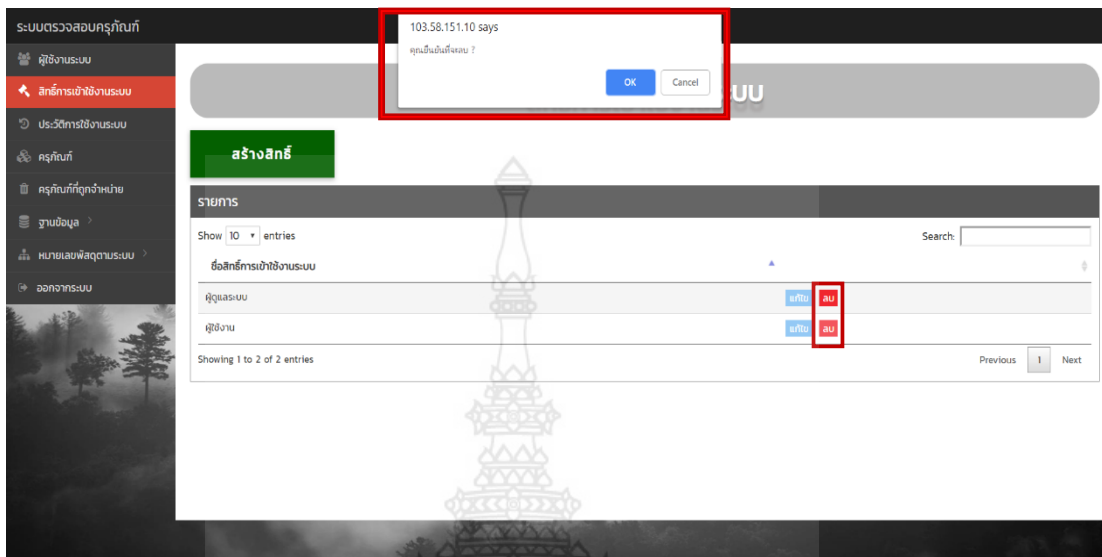 ระบบตรวจสอบครุภัณฑ์
103.58.151.10 says
คุณยืนยันที่จะลบ ?
OK Cancel
ผู้ใช้งานระบบ
สิทธิ์การเข้าใช้งานระบบ
ประวัติการใช้งานระบบ
ครุภัณฑ์
ครุภัณฑ์ที่ถูกจำหน่าย
ฐานข้อมูล
หมายเลขพัสดุตามระบบ
ออกจากระบบ
สร้างสิทธิ์
รายการ
Show 10 entries Search:
ชื่อสิทธิ์การเข้าใช้งานระบบ
ผู้ดูแลระบบ แก้ไข ลบ
ผู้ใช้งาน แก้ไข ลบ
Showing 1 to 2 of 2 entries Previous 1 Next